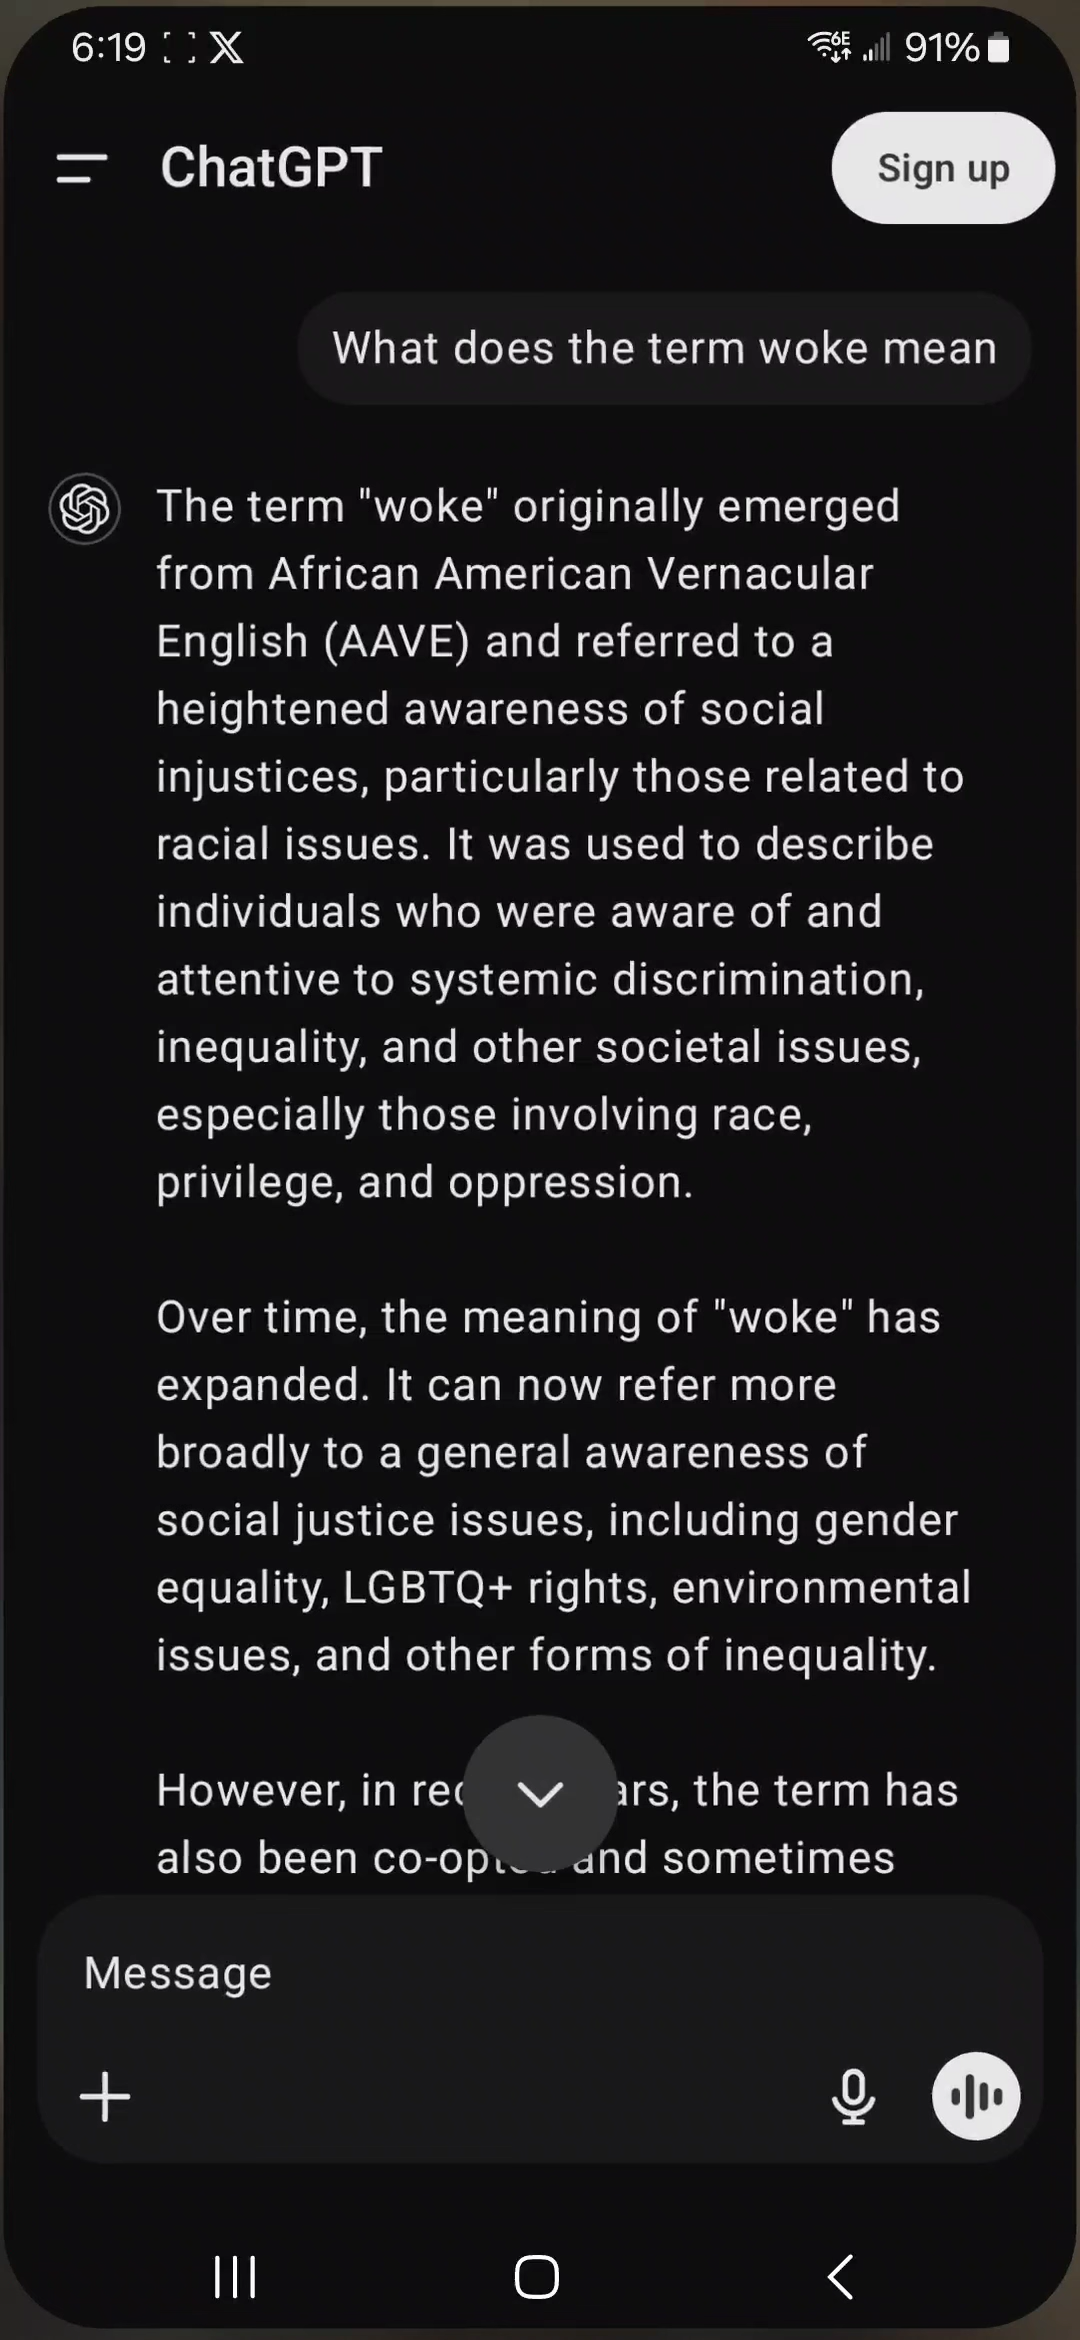 6:19 91%
6E
ChatGPT
Sign up
What does the term woke mean
The term "woke" originally emerged
from African American Vernacular
English (AAVE) and referred to a
heightened awareness of social
injustices, particularly those related to
racial issues. It was used to describe
individuals who were aware of and
attentive to systemic discrimination,
inequality, and other societal issues,
especially those involving race,
privilege, and oppression.
Over time, the meaning of "woke" has
expanded. It can now refer more
broadly to a general awareness of
social justice issues, including gender
equality, LGBTQ+ rights, environmental
issues, and other forms of inequality.
However, in the term has
also been and sometimes
Message